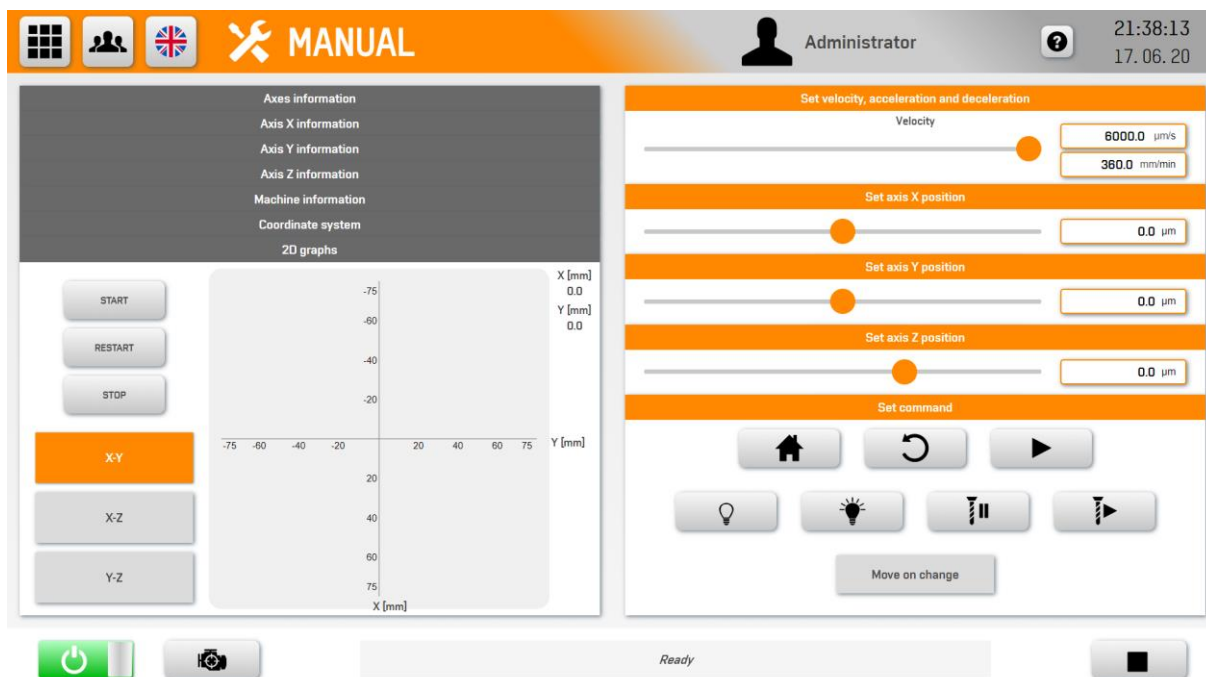 MANUAL
Administrator
?
21:38:13
17. 06. 20
Axes information
Axis X information
Axis Y information
Axis Z information
Machine information
Coordinate system
2D graphs
START
RESTART
STOP
X-Y
X-Z
Y-Z
X [mm]
0.0
Y [mm]
0.0
-75
-60
-40
-20
-75 -60 -40 -20 20 40 60 75 Y [mm]
20
40
60
75
X [mm]
Set velocity, acceleration and deceleration
Velocity
6000.0 µm/s
360.0 mm/min
Set axis X position
0.0 µm
Set axis Y position
0.0 µm
Set axis Z position
0.0 µm
Set command
Move on change
Ready